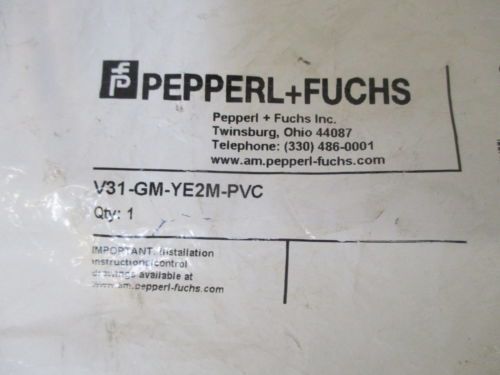 PEPPERL+FUCHS
Pepperl + Fuchs Inc.
Twinsburg, Ohio 44087
Telephone: (330) 486-0001
www.am.pepperl-fuchs.com
V31-GM-YE2M-PVC
Qty: 1
IMPORTANT: Installation
instruction/control
drawings available at
www.am.pepperl-fuchs.com